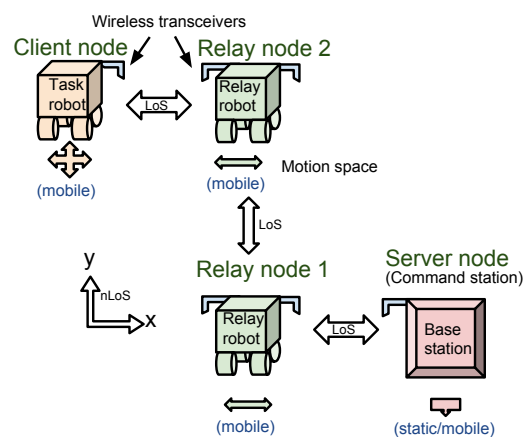 Wireless transceivers
Client node
Relay node 2
Task
robot
LoS
Relay
robot
(mobile)
(mobile)
Motion space
LoS
Relay node 1
Server node
(Command station)
y
nLoS
x
Relay
robot
LoS
Base
station
(mobile)
(static/mobile)